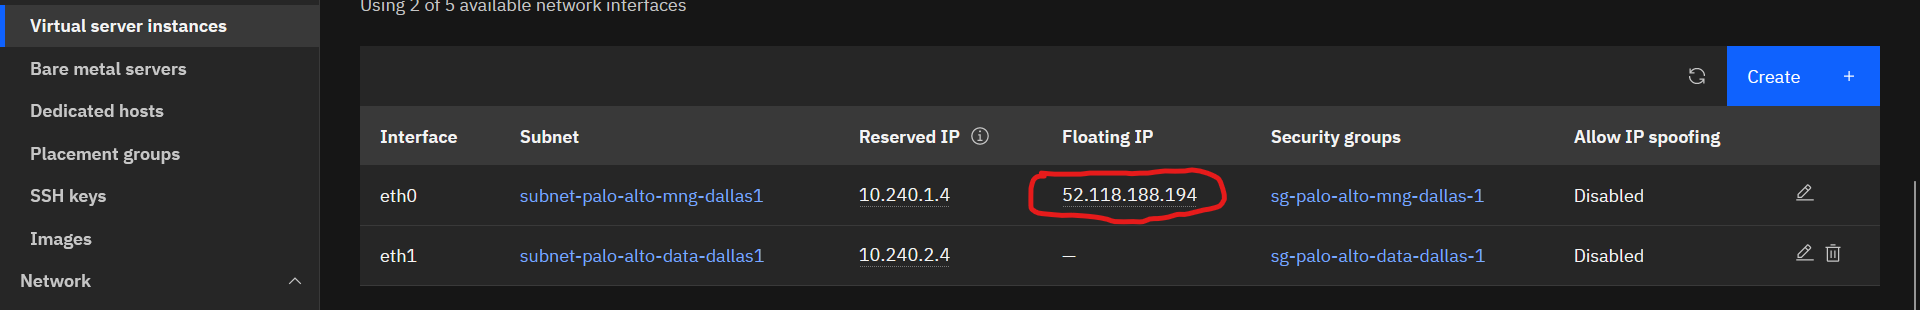 Using 2 of 5 available network interfaces
Virtual server instances
Bare metal servers
Dedicated hosts
Placement groups
SSH keys
Images
Network
Create +
Interface Subnet Reserved IP Floating IP Security groups Allow IP spoofing
eth0 subnet-palo-alto-mng-dallas1 10.240.1.4 52.118.188.194 sg-palo-alto-mng-dallas-1 Disabled
eth1 subnet-palo-alto-data-dallas1 10.240.2.4 — sg-palo-alto-data-dallas-1 Disabled